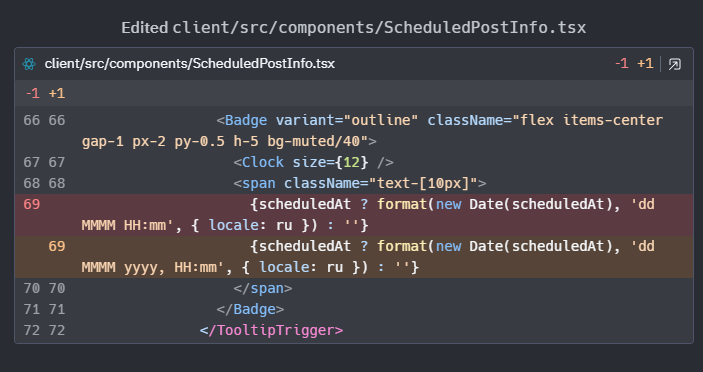 Edited client/src/components/ScheduledPostInfo.tsx
client/src/components/ScheduledPostInfo.tsx -1 +1
-1 +1
66 66 <Badge variant="outline" className="flex items-center
gap-1 px-2 py-0.5 h-5 bg-muted/40">
67 67 <Clock size={12} />
68 68 <span className="text-[10px]">
69 {scheduledAt ? format(new Date(scheduledAt), 'dd
MMMM HH:mm', { locale: ru }) : ''}
69 {scheduledAt ? format(new Date(scheduledAt), 'dd
MMMM yyyy, HH:mm', { locale: ru }) : ''}
70 70 </span>
71 71 </Badge>
72 72 </TooltipTrigger>